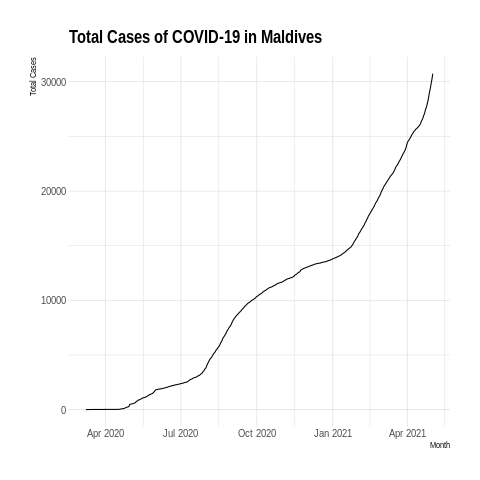 Total Cases of COVID-19 in Maldives
Total Cases
30000
20000
10000
0
Apr 2020 Jul 2020 Oct 2020 Jan 2021 Apr 2021
Month